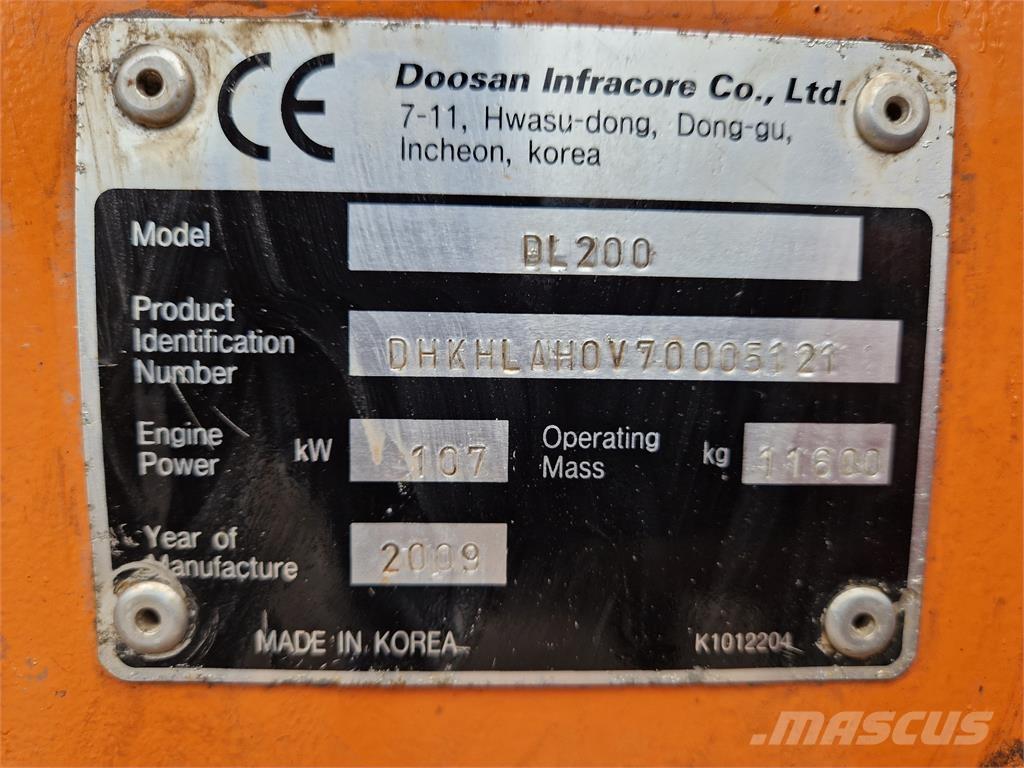 CE
Doosan Infracore Co., Ltd.
7-11, Hwasu-dong, Dong-gu,
Incheon, korea
Model DL200
Product
Identification
Number DHKHLAH0V70005121
Engine
Power kW 107 Operating
Mass kg 11600
Year of
Manufacture 2009
MADE IN KOREA
K1012204
MASCUS